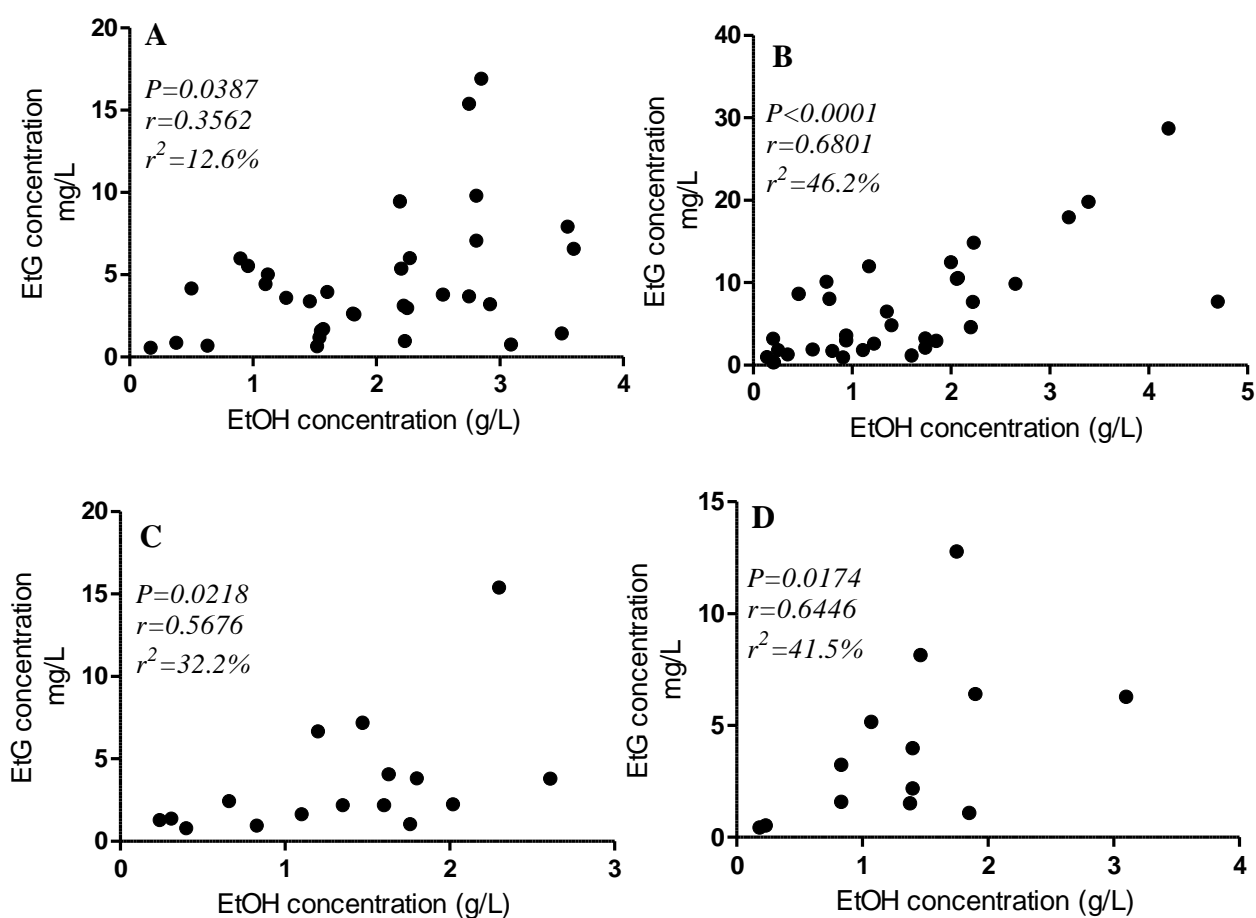 A
P=0.0387
r=0.3562
r²=12.6%
EtG concentration
mg/L
20
15
10
5
0
0 1 2 3 4
EtOH concentration (g/L)
B
P<0.0001
r=0.6801
r²=46.2%
EtG concentration
mg/L
40
30
20
10
0
0 1 2 3 4 5
EtOH concentration (g/L)
C
P=0.0218
r=0.5676
r²=32.2%
EtG concentration
mg/L
20
15
10
5
0
0 1 2 3
EtOH concentration (g/L)
D
P=0.0174
r=0.6446
r²=41.5%
EtG concentration
mg/L
15
10
5
0
0 1 2 3 4
EtOH concentration (g/L)